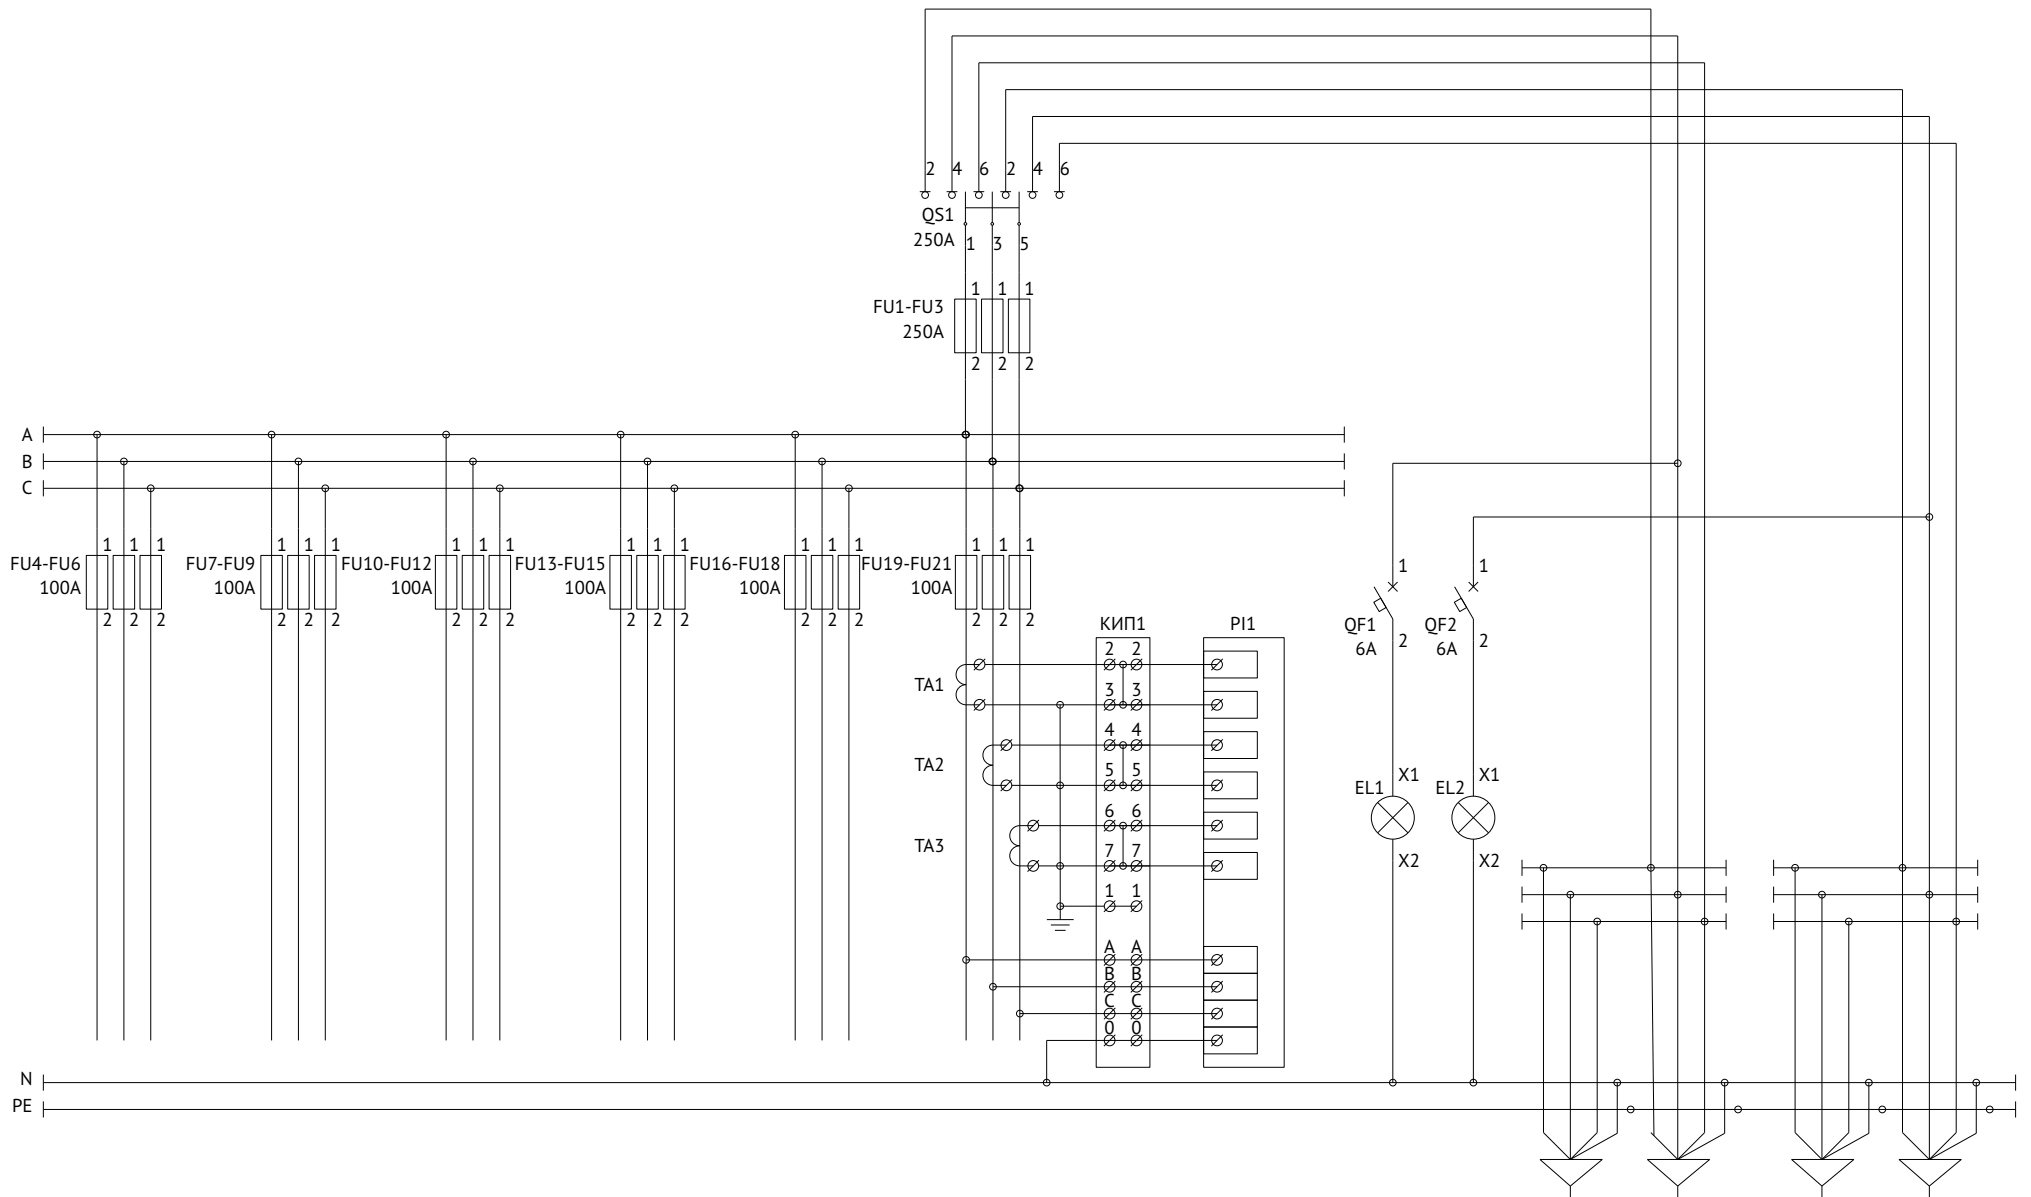 2 4 6 2 4 6
QS1
250A
1 3 5
1 1 1
FU1-FU3
250A
2 2 2
A
B
C
1 1 1 1 1 1 1 1 1 1 1 1 1 1 1 1 1 1
FU4-FU6 FU7-FU9 FU10-FU12 FU13-FU15 FU16-FU18 FU19-FU21
100A 100A 100A 100A 100A 100A
2 2 2 2 2 2 2 2 2 2 2 2 2 2 2 2 2 2
1 1
QF1 QF2
6A 6A
2 2
КИП1 PI1
2 2
TA1
3 3
4 4
TA2
5 5
6 6
TA3
7 7
1 1
A A
B B
C C
0 0
X1 X1
EL1 EL2
X2 X2
N
PE